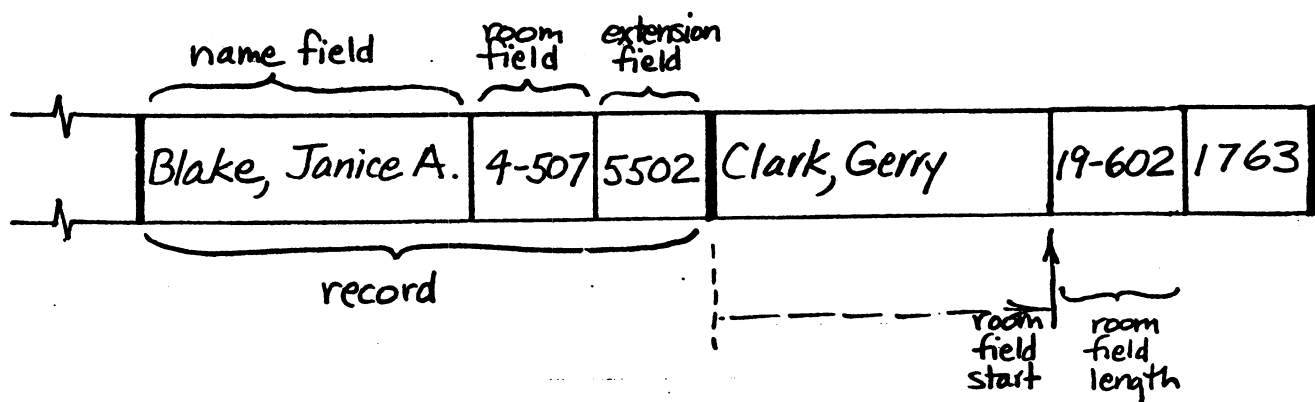 name field
room
field
extension
field
Blake, Janice A. 4-507 5502 Clark, Gerry 19-602 1763
record
room
field
start
room
field
length